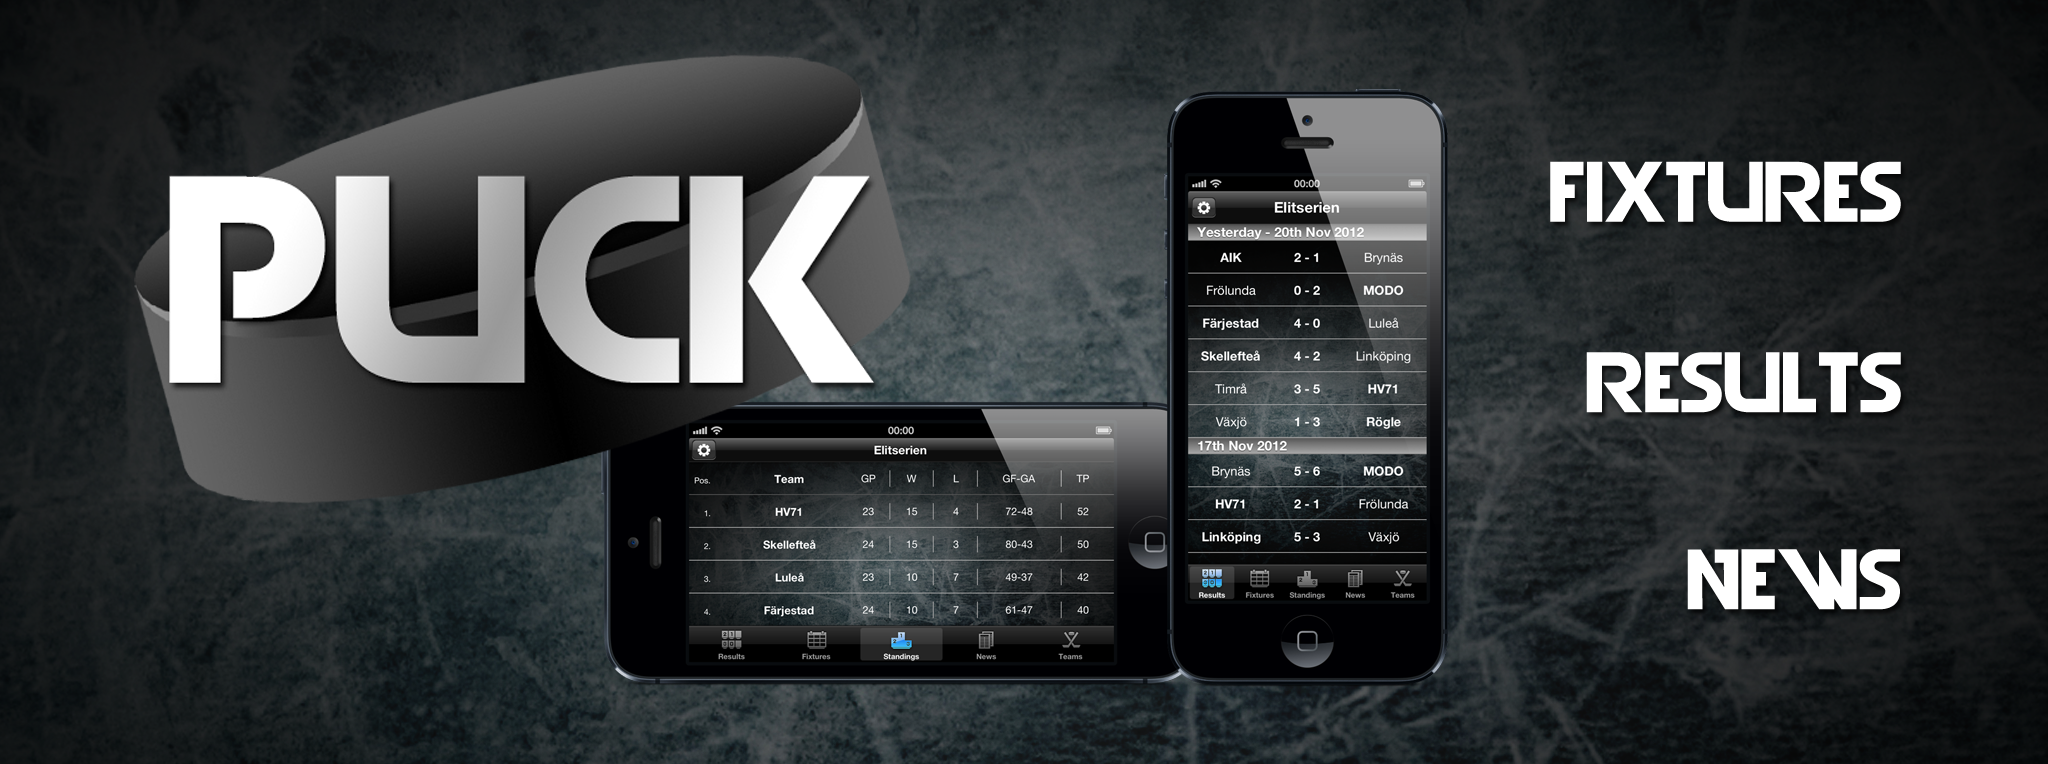 PUCK
00:00
Elitserien
Pos. Team GP W L GF-GA TP
1. HV71 23 15 4 72-48 52
2. Skellefteå 24 15 3 80-43 50
3. Luleå 23 10 7 49-37 42
4. Färjestad 24 10 7 61-47 40
Results Fixtures Standings News Teams
00:00
Elitserien
Yesterday - 20th Nov 2012
AIK 2 - 1 Brynäs
Frölunda 0 - 2 MODO
Färjestad 4 - 0 Luleå
Skellefteå 4 - 2 Linköping
Timrå 3 - 5 HV71
Växjö 1 - 3 Rögle
17th Nov 2012
Brynäs 5 - 6 MODO
HV71 2 - 1 Frölunda
Linköping 5 - 3 Växjö
Results Fixtures Standings News Teams
FIXTURES
RESULTS
NEWS